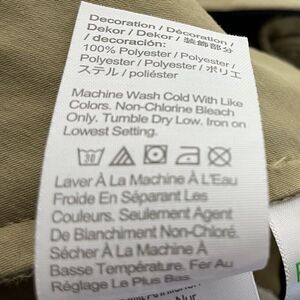 Decoration / Décoration /
Dekor / Dekor / 装飾部分
/ decoración:
100% Polyester / Polyester /
Polyester / Polyester / ポリエ
ステル / poliéster
Machine Wash Cold With Like
Colors. Non-Chlorine Bleach
Only. Tumble Dry Low. Iron on
Lowest Setting.
30
Laver À La Machine À L'Eau
Froide En Séparant Les
Couleurs. Seulement Agent
De Blanchiment Non-Chloré.
Sécher À La Machine À
Basse Température. Fer Au
Réglage Le Plus Bas.